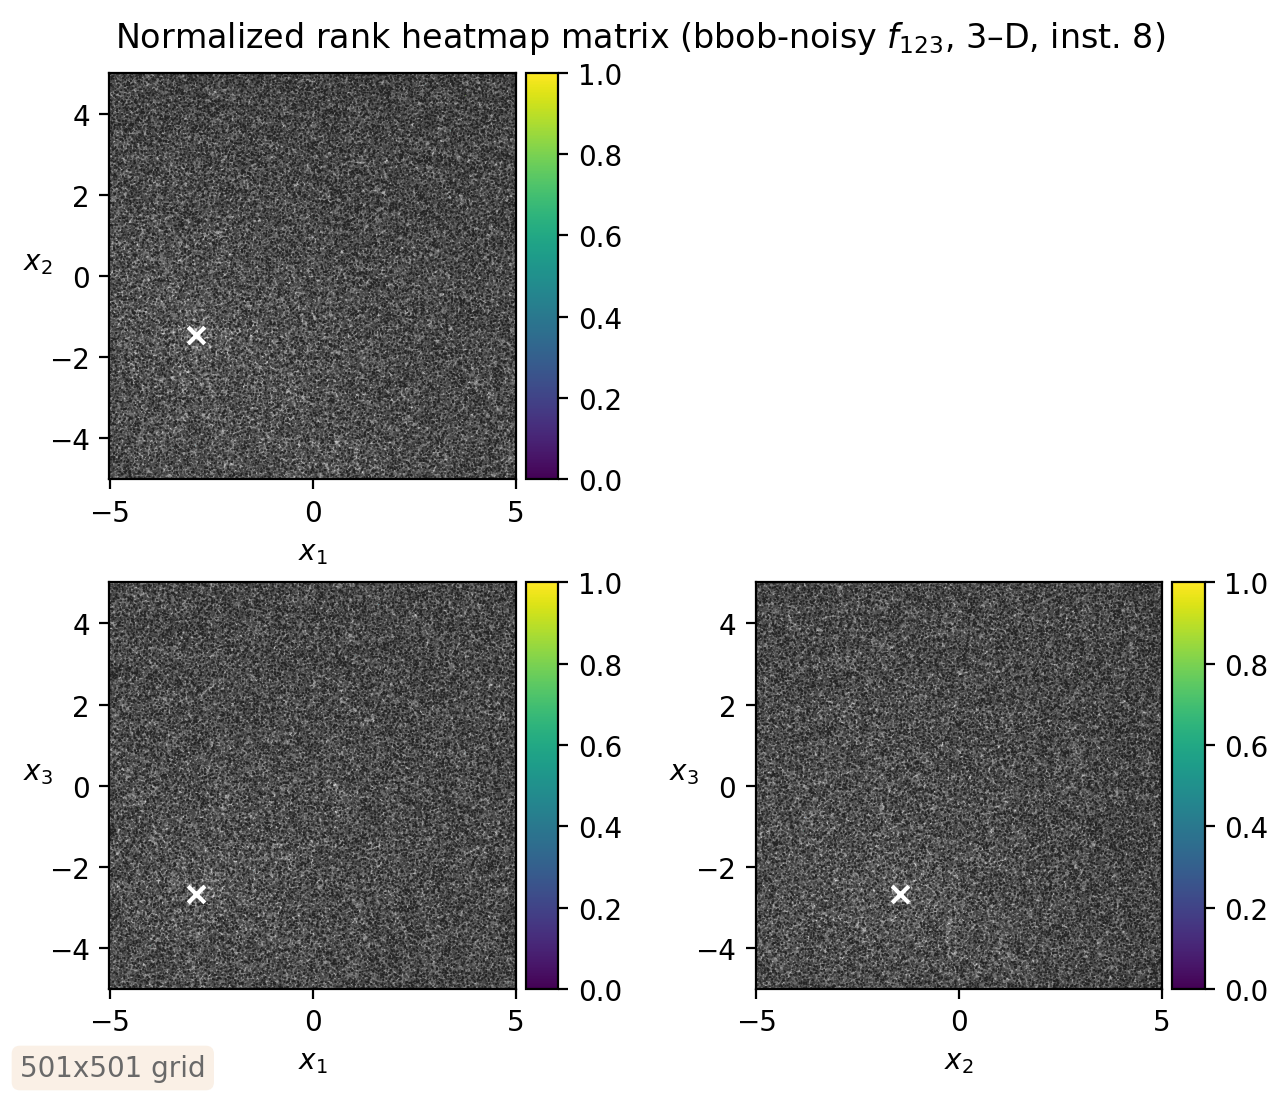 Normalized rank heatmap matrix (bbob-noisy f₁₂₃, 3–D, inst. 8)
1.0
4
0.8
2
0.6
x₂ 0
0.4
−2
0.2
−4
0.0
−5 0 5
x₁
1.0 1.0
4 0.8 4 0.8
2 0.6 2 0.6
x₃ 0 x₃ 0
0.4 0.4
−2 −2
0.2 0.2
−4 −4
0.0 0.0
−5 0 5 −5 0 5
501x501 grid x₁ x₂